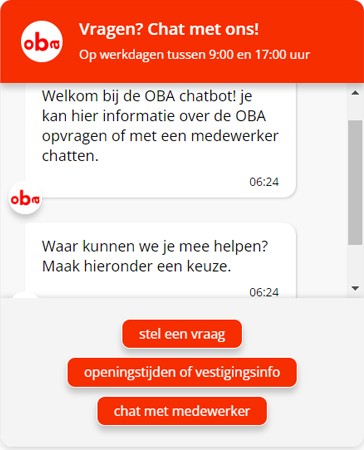 oba
Vragen? Chat met ons!
Op werkdagen tussen 9:00 en 17:00 uur
Welkom bij de OBA chatbot! je
kan hier informatie over de OBA
opvragen of met een medewerker
chatten.
06:24
oba
Waar kunnen we je mee helpen?
Maak hieronder een keuze.
06:24
stel een vraag
openingstijden of vestigingsinfo
chat met medewerker